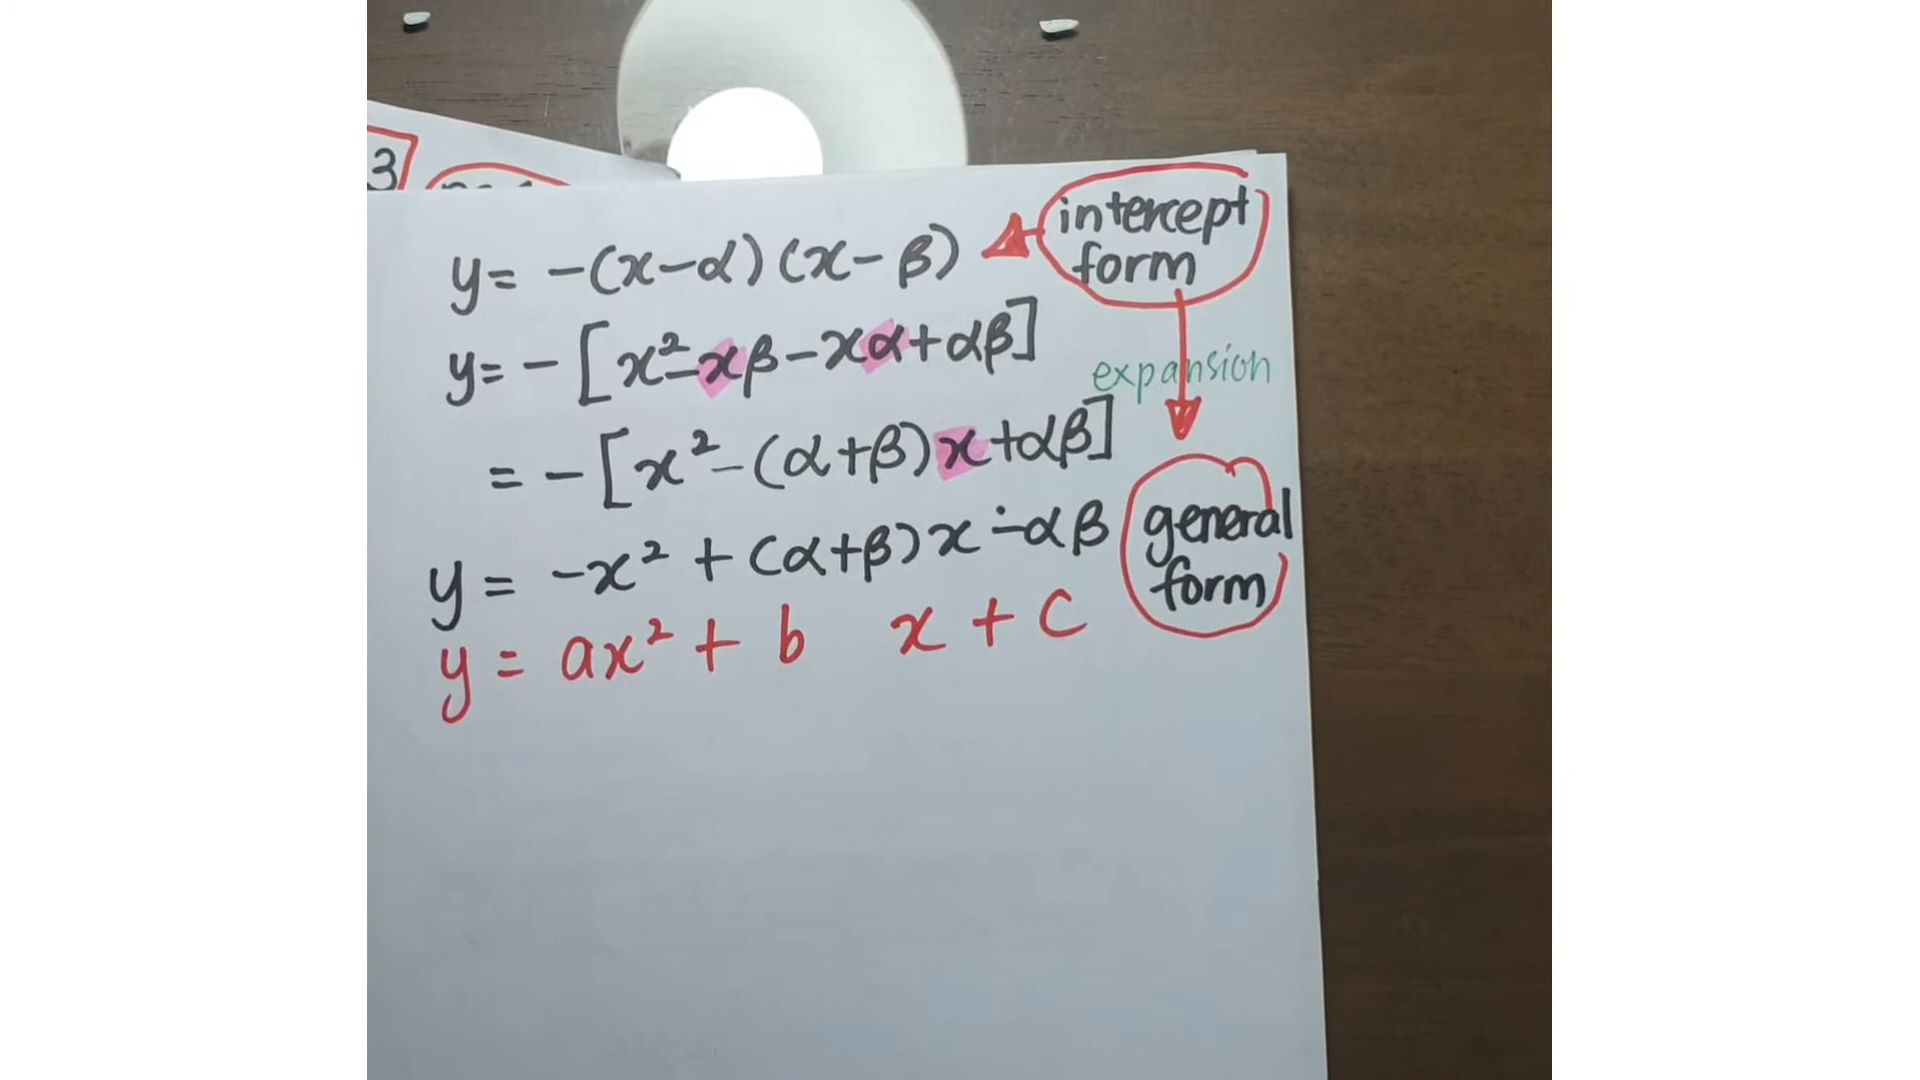 3
y = -(x-α)(x-β)
intercept
form
y = -[x²-xβ-xα+αβ]
expansion
= -[x²-(α+β)x+αβ]
y = -x² + (α+β)x - αβ
general
form
y = ax² + b x + c